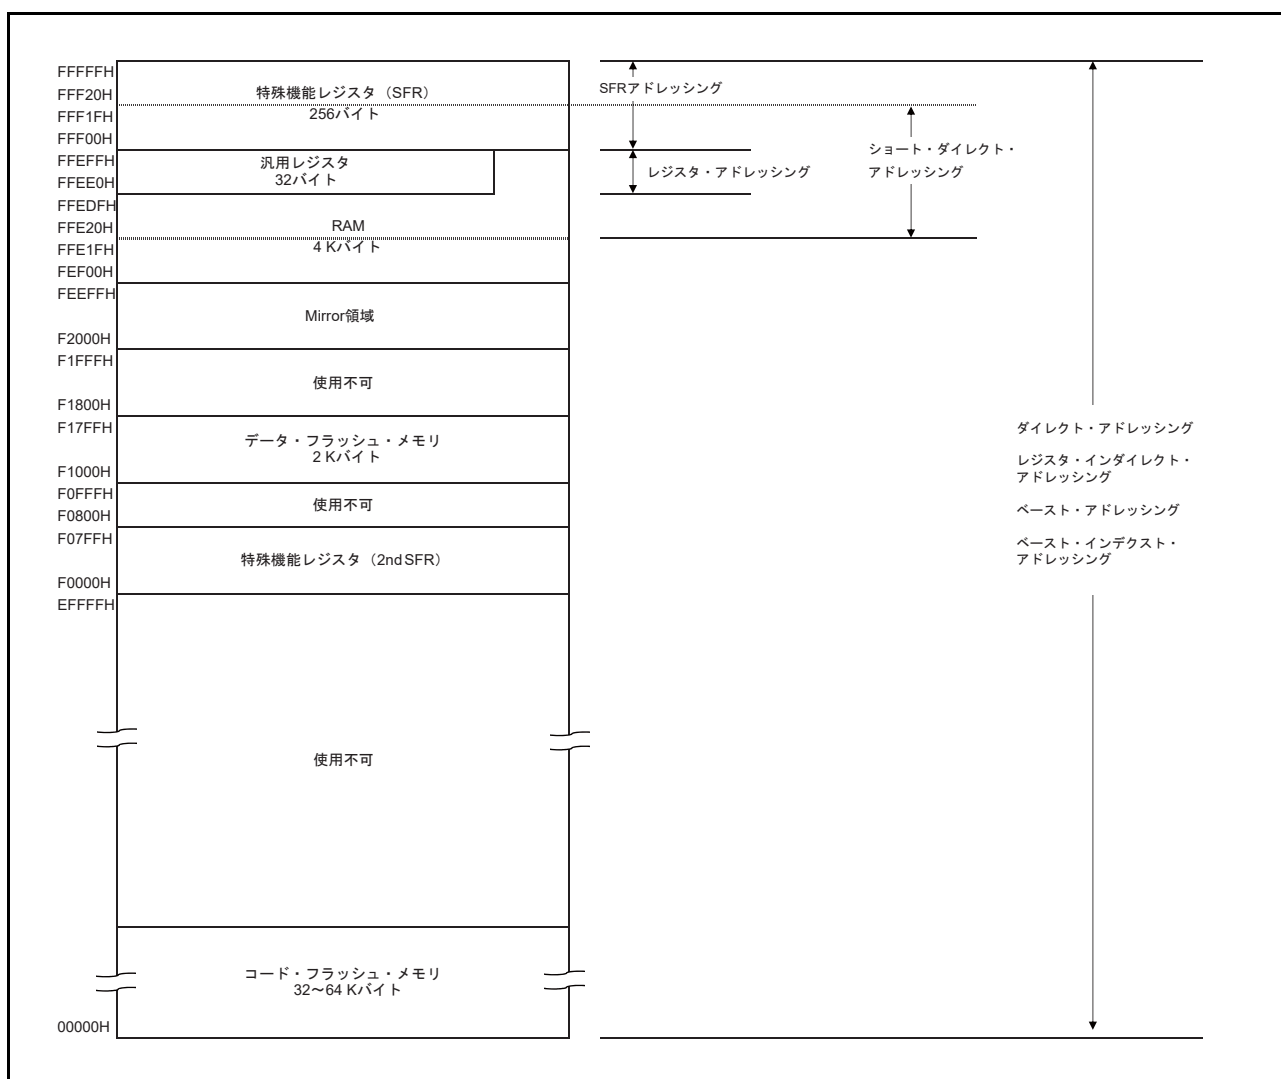 FFFFFH
FFF20H
FFF1FH
FFF00H
FFEFFH
FFEE0H
FFEDFH
FFE20H
FFE1FH
FEF00H
FEEFFH
F2000H
F1FFFH
F1800H
F17FFH
F1000H
F0FFFH
F0800H
F07FFH
F0000H
EFFFFH
00000H
特殊機能レジスタ（SFR）
256バイト
汎用レジスタ
32バイト
RAM
4 Kバイト
Mirror領域
使用不可
データ・フラッシュ・メモリ
2 Kバイト
使用不可
特殊機能レジスタ（2nd SFR）
使用不可
コード・フラッシュ・メモリ
32～64 Kバイト
SFRアドレッシング
レジスタ・アドレッシング
ショート・ダイレクト・
アドレッシング
ダイレクト・アドレッシング
レジスタ・インダイレクト・
アドレッシング
ベースト・アドレッシング
ベースト・インデクスト・
アドレッシング